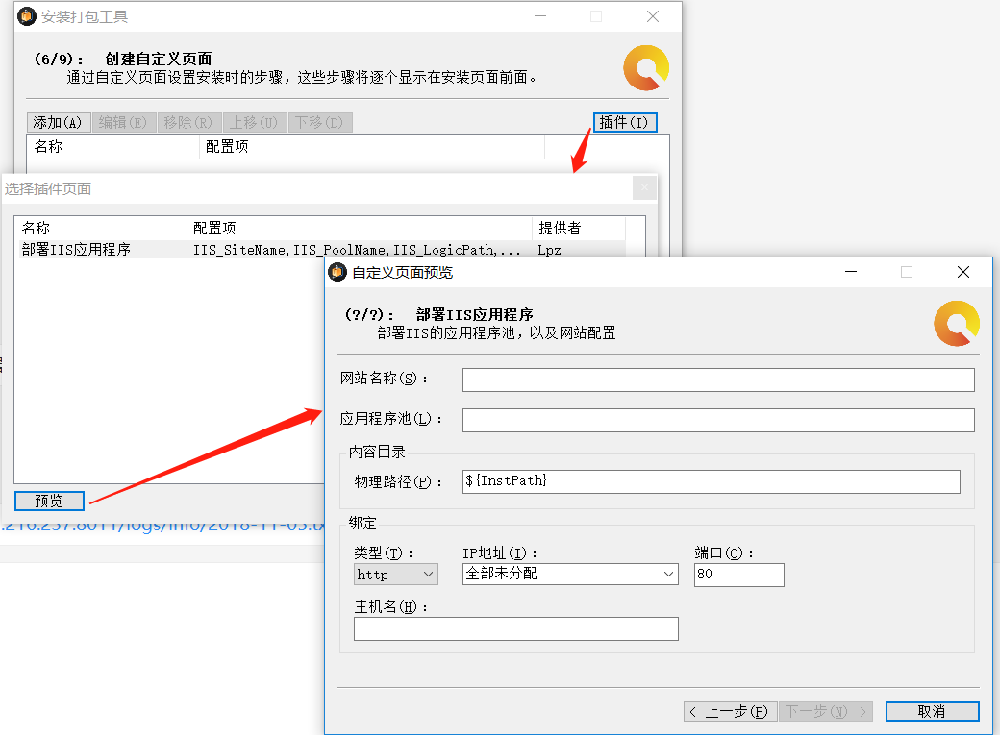 安装打包工具
(6/9)： 创建自定义页面
通过自定义页面设置安装时的步骤，这些步骤将逐个显示在安装页面前面。
添加(A) 编辑(E) 移除(R) 上移(U) 下移(D) 插件(I)
名称 配置项
选择插件页面
名称 配置项 提供者
部署IIS应用程序 IIS_SiteName,IIS_PoolName,IIS_LogicPath,... Lpz
预览
自定义页面预览
(?/?)： 部署IIS应用程序
部署IIS的应用程序池，以及网站配置
网站名称(S)：
应用程序池(L)：
内容目录
物理路径(P)： ${InstPath}
绑定
类型(T)： IP地址(I)： 端口(O)：
http 全部未分配 80
主机名(H)：
< 上一步(P) 下一步(N) > 取消